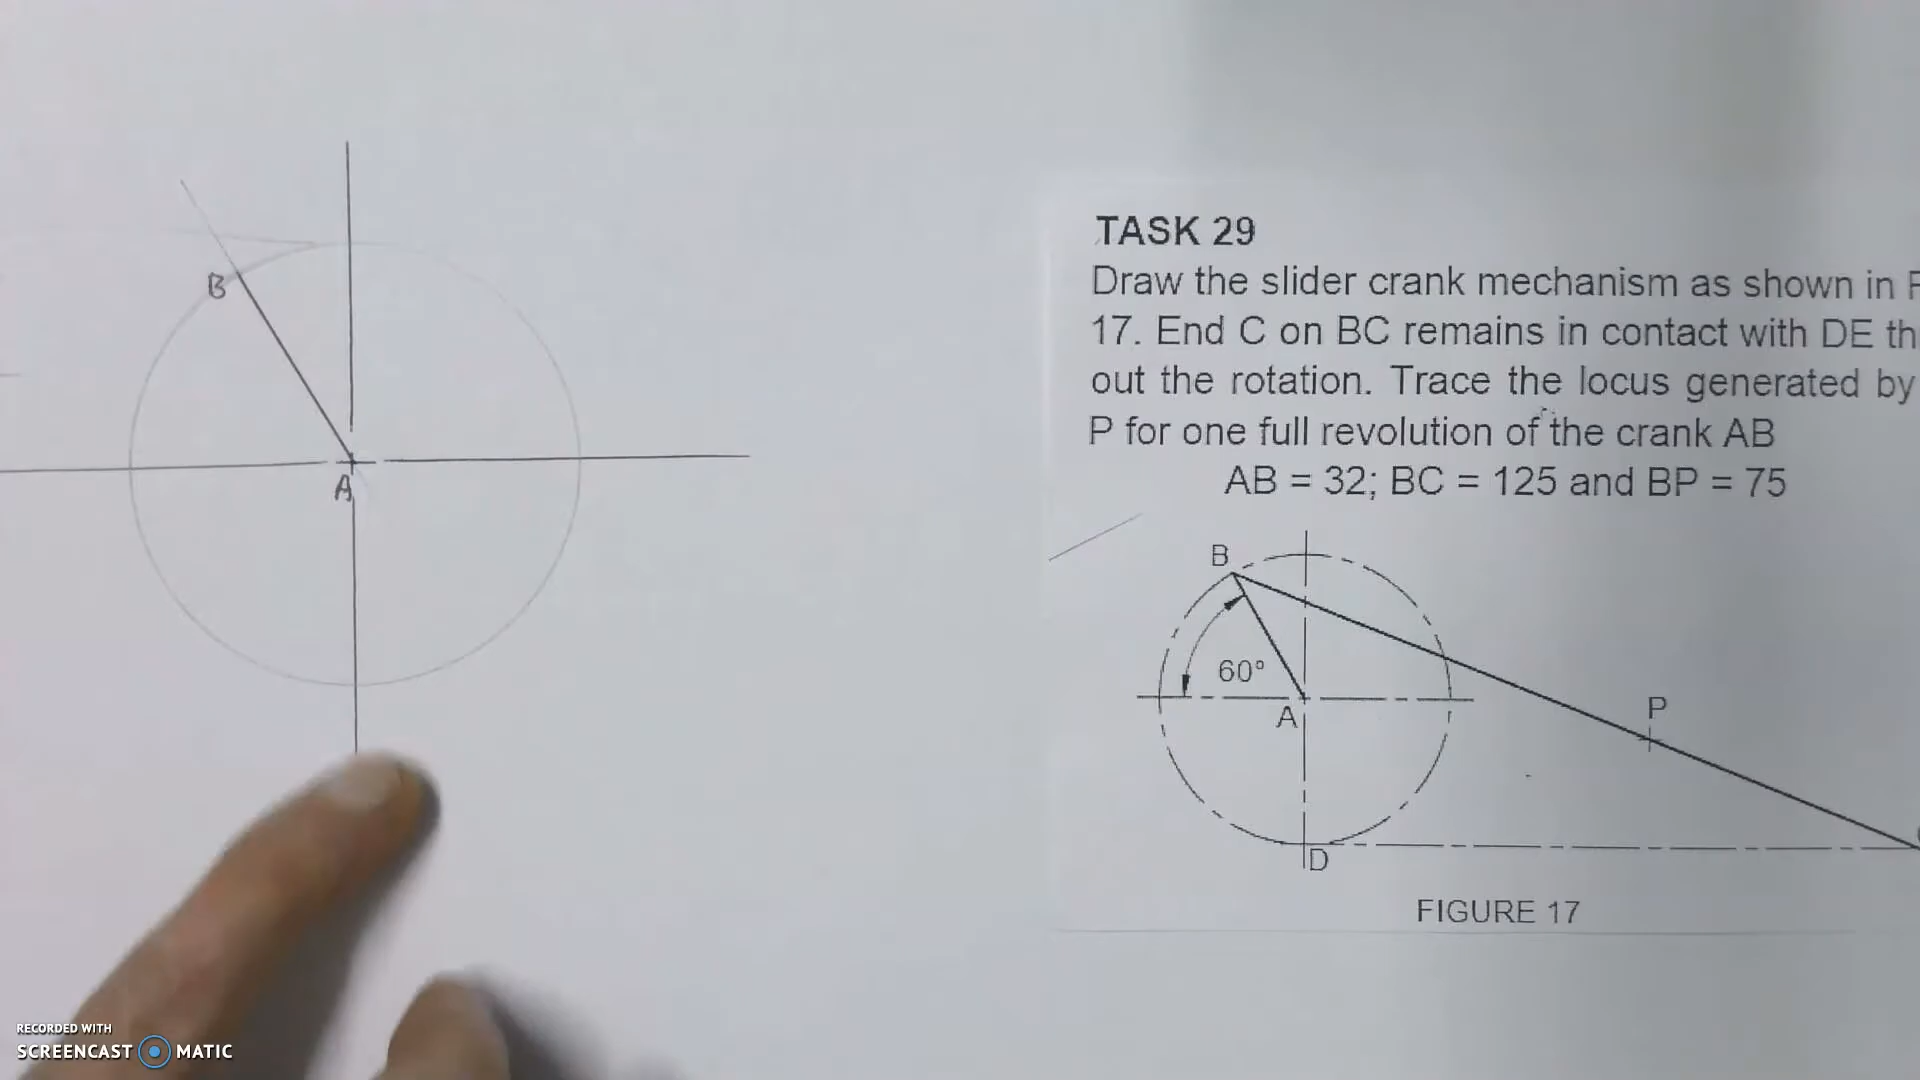 B
A
TASK 29
Draw the slider crank mechanism as shown in
17. End C on BC remains in contact with DE th
out the rotation. Trace the locus generated by
P for one full revolution of the crank AB
AB = 32; BC = 125 and BP = 75
B
60°
P
A
D
FIGURE 17
RECORDED WITH
SCREENCAST MATIC